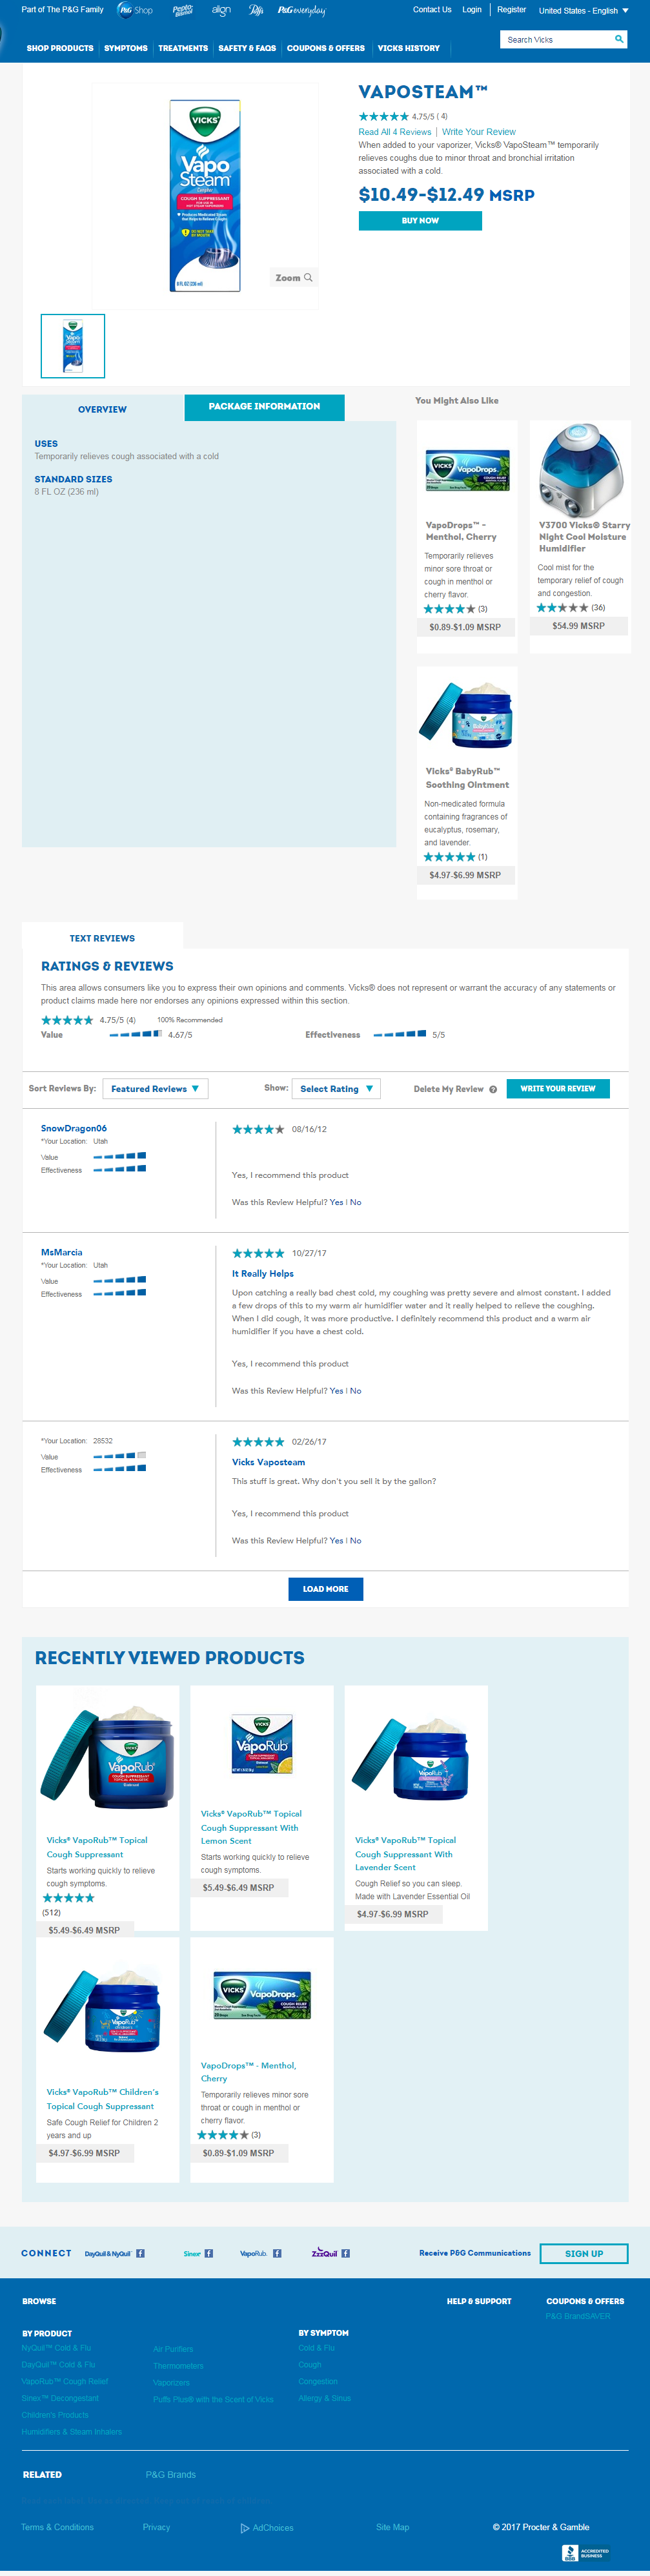 Part of The P&G Family
P&G Shop
Pepto Bismol
align
Puffs
P&G everyday
Contact Us
Login
Register
United States - English
SHOP PRODUCTS
SYMPTOMS
TREATMENTS
SAFETY & FAQS
COUPONS & OFFERS
VICKS HISTORY
Search Vicks
VICKS
Vapo
Steam
COUGH SUPPRESSANT
8 FL OZ (236 ml)
Zoom
VAPOSTEAM™
4.75/5 ( 4)
Read All 4 Reviews | Write Your Review
When added to your vaporizer, Vicks® VapoSteam™ temporarily
relieves coughs due to minor throat and bronchial irritation
associated with a cold.
$10.49-$12.49 MSRP
BUY NOW
OVERVIEW
PACKAGE INFORMATION
USES
Temporarily relieves cough associated with a cold
STANDARD SIZES
8 FL OZ (236 ml)
You Might Also Like
VICKS VapoDrops
VapoDrops™ -
Menthol, Cherry
Temporarily relieves
minor sore throat or
cough in menthol or
cherry flavor.
(3)
$0.89-$1.09 MSRP
V3700 Vicks® Starry
Night Cool Moisture
Humidifier
Cool mist for the
temporary relief of cough
and congestion.
(36)
$54.99 MSRP
Vicks® BabyRub™
Soothing Ointment
Non-medicated formula
containing fragrances of
eucalyptus, rosemary,
and lavender.
(1)
$4.97-$6.99 MSRP
TEXT REVIEWS
RATINGS & REVIEWS
This area allows consumers like you to express their own opinions and comments. Vicks® does not represent or warrant the accuracy of any statements or
product claims made here nor endorses any opinions expressed within this section.
4.75/5 (4)
100% Recommended
Value
4.67/5
Effectiveness
5/5
Sort Reviews By:
Featured Reviews
Show:
Select Rating
Delete My Review
WRITE YOUR REVIEW
SnowDragon06
*Your Location: Utah
Value
Effectiveness
08/16/12
Yes, I recommend this product
Was this Review Helpful? Yes | No
MsMarcia
*Your Location: Utah
Value
Effectiveness
10/27/17
It Really Helps
Upon catching a really bad chest cold, my coughing was pretty severe and almost constant. I added
a few drops of this to my warm air humidifier water and it really helped to relieve the coughing.
When I did cough, it was more productive. I definitely recommend this product and a warm air
humidifier if you have a chest cold.
Yes, I recommend this product
Was this Review Helpful? Yes | No
*Your Location: 28532
Value
Effectiveness
02/26/17
Vicks Vaposteam
This stuff is great. Why don't you sell it by the gallon?
Yes, I recommend this product
Was this Review Helpful? Yes | No
LOAD MORE
RECENTLY VIEWED PRODUCTS
VICKS
VapoRub
Vicks® VapoRub™ Topical
Cough Suppressant
Starts working quickly to relieve
cough symptoms.
(512)
$5.49-$6.49 MSRP
VICKS
VapoRub
Vicks® VapoRub™ Topical
Cough Suppressant With
Lemon Scent
Starts working quickly to relieve
cough symptoms.
$5.49-$6.49 MSRP
VapoRub
Vicks® VapoRub™ Topical
Cough Suppressant With
Lavender Scent
Cough Relief so you can sleep.
Made with Lavender Essential Oil
$4.97-$6.99 MSRP
VapoRub
Vicks® VapoRub™ Children's
Topical Cough Suppressant
Safe Cough Relief for Children 2
years and up
$4.97-$6.99 MSRP
VICKS VapoDrops
COUGH RELIEF
VapoDrops™ - Menthol,
Cherry
Temporarily relieves minor sore
throat or cough in menthol or
cherry flavor.
(3)
$0.89-$1.09 MSRP
CONNECT
DayQuil & NyQuil
Sinex
VapoRub
ZzzQuil
Receive P&G Communications
SIGN UP
BROWSE
HELP & SUPPORT
COUPONS & OFFERS
P&G BrandSAVER
BY PRODUCT
NyQuil™ Cold & Flu
DayQuil™ Cold & Flu
VapoRub™ Cough Relief
Sinex™ Decongestant
Children's Products
Humidifiers & Steam Inhalers
Air Purifiers
Thermometers
Vaporizers
Puffs Plus® with the Scent of Vicks
BY SYMPTOM
Cold & Flu
Cough
Congestion
Allergy & Sinus
RELATED
P&G Brands
Terms & Conditions
Privacy
AdChoices
Site Map
© 2017 Procter & Gamble
BBB
ACCREDITED
BUSINESS